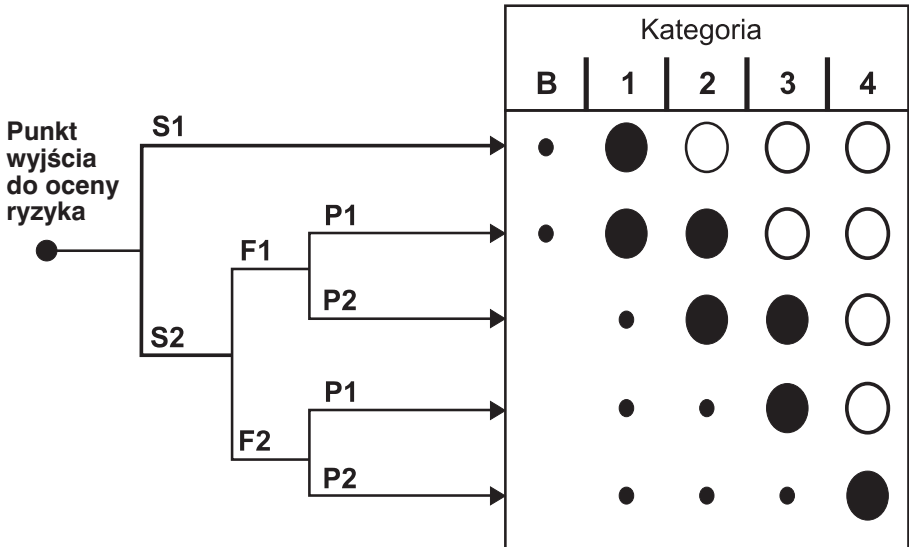 Kategoria
B 1 2 3 4
Punkt
wyjścia
do oceny
ryzyka
S1
P1
F1
P2
S2
P1
F2
P2